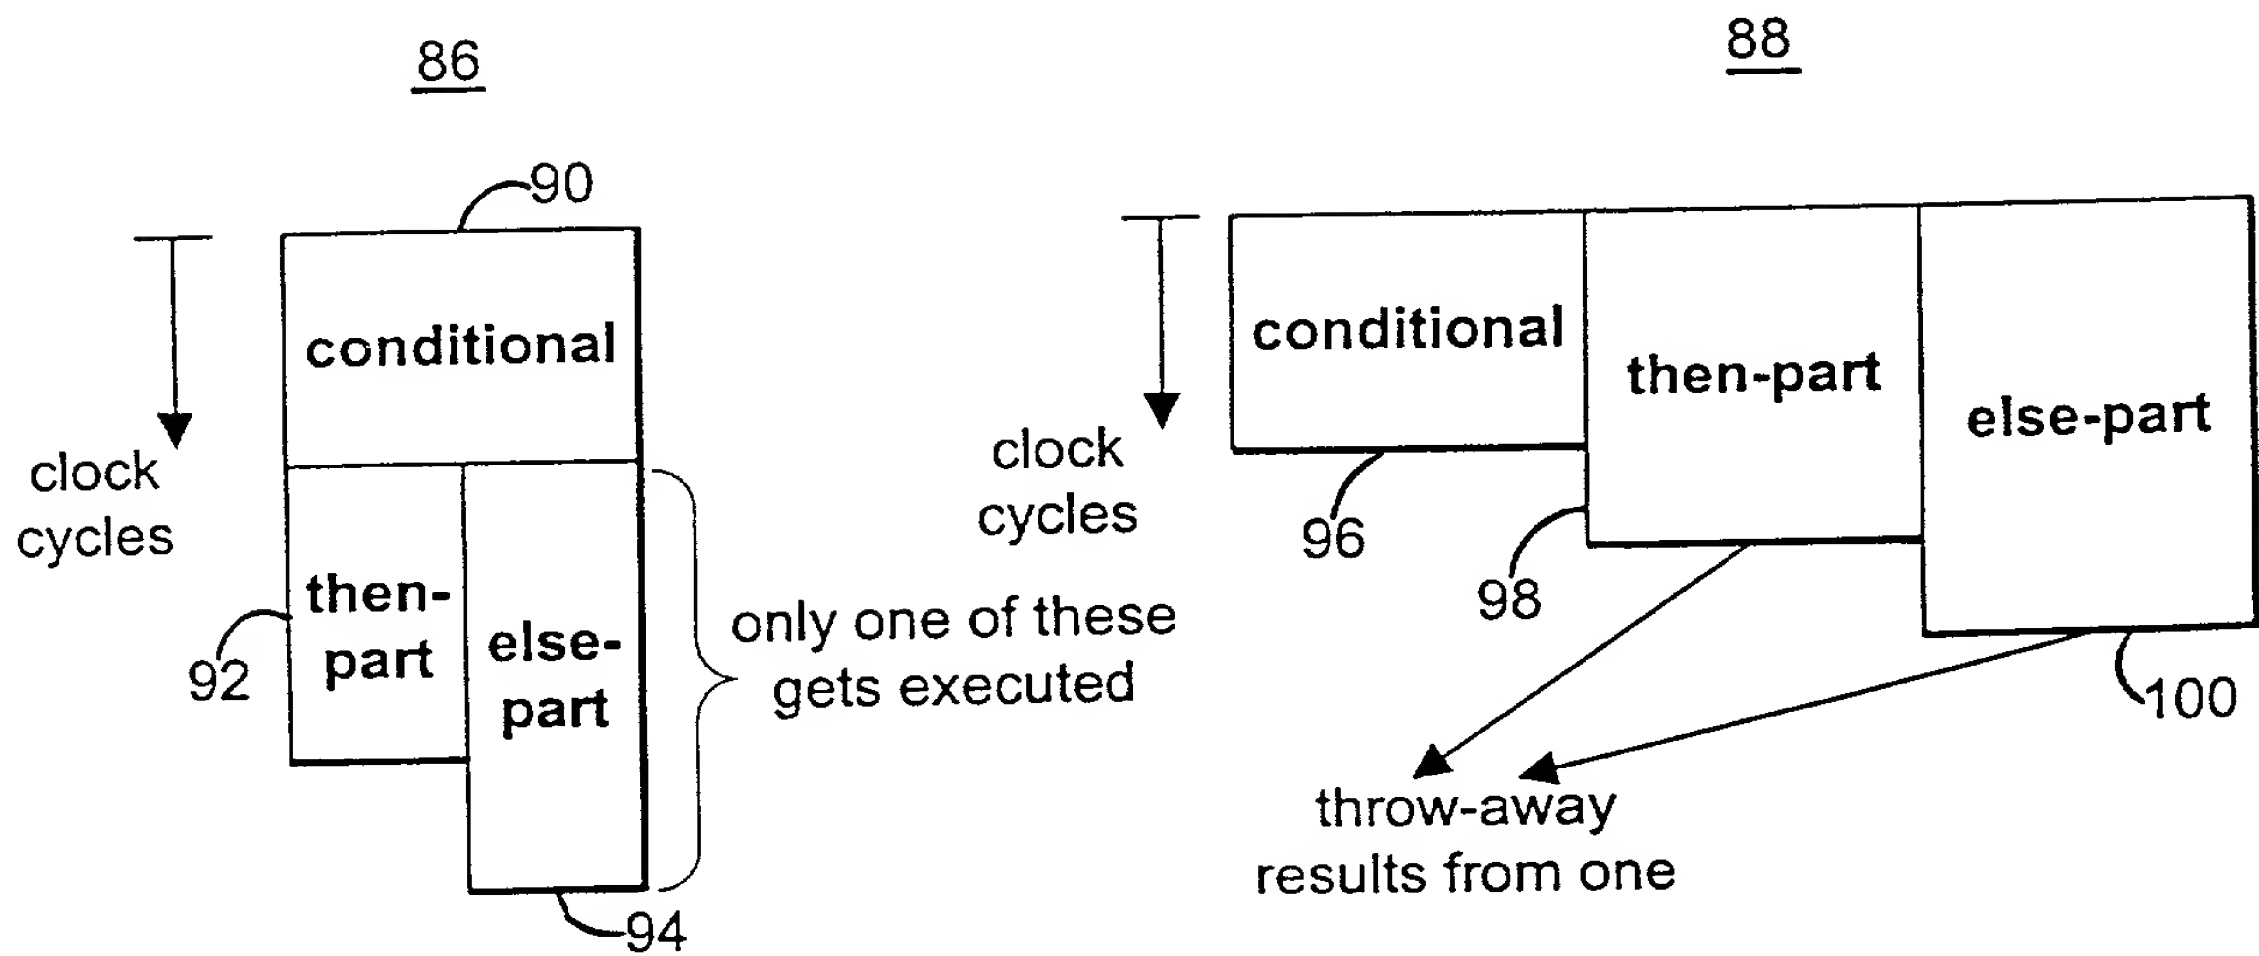 86
90
conditional
clock
cycles
then-
part
else-
part
92
94
only one of these
gets executed
88
clock
cycles
conditional
then-part
else-part
96
98
100
throw-away
results from one